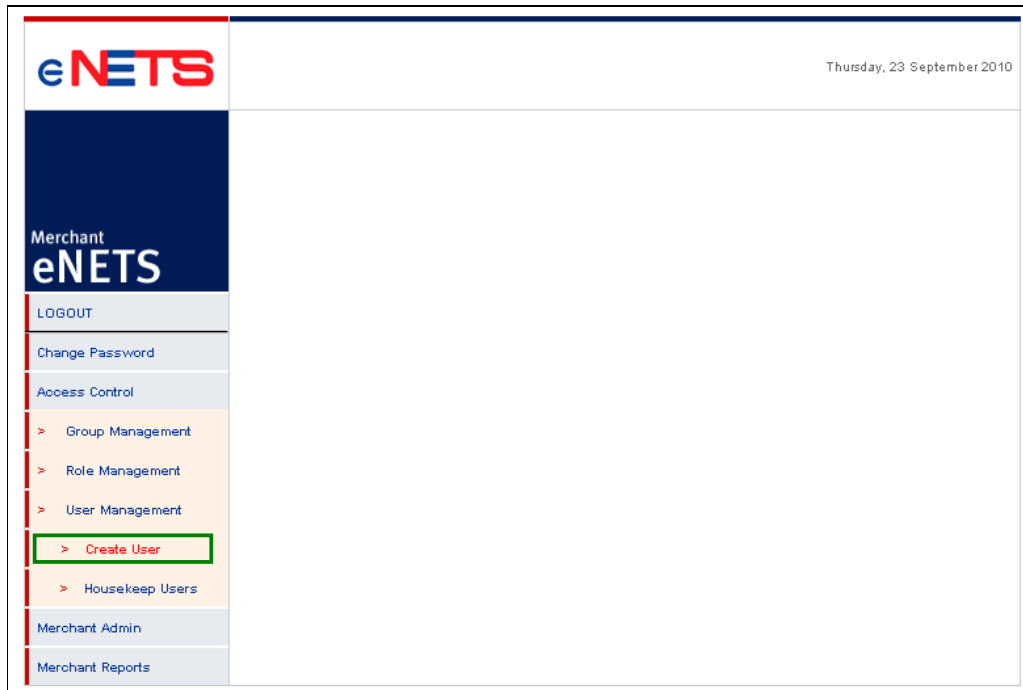 eNETS
Thursday, 23 September 2010
Merchant
eNETS
LOGOUT
Change Password
Access Control
> Group Management
> Role Management
> User Management
> Create User
> Housekeep Users
Merchant Admin
Merchant Reports